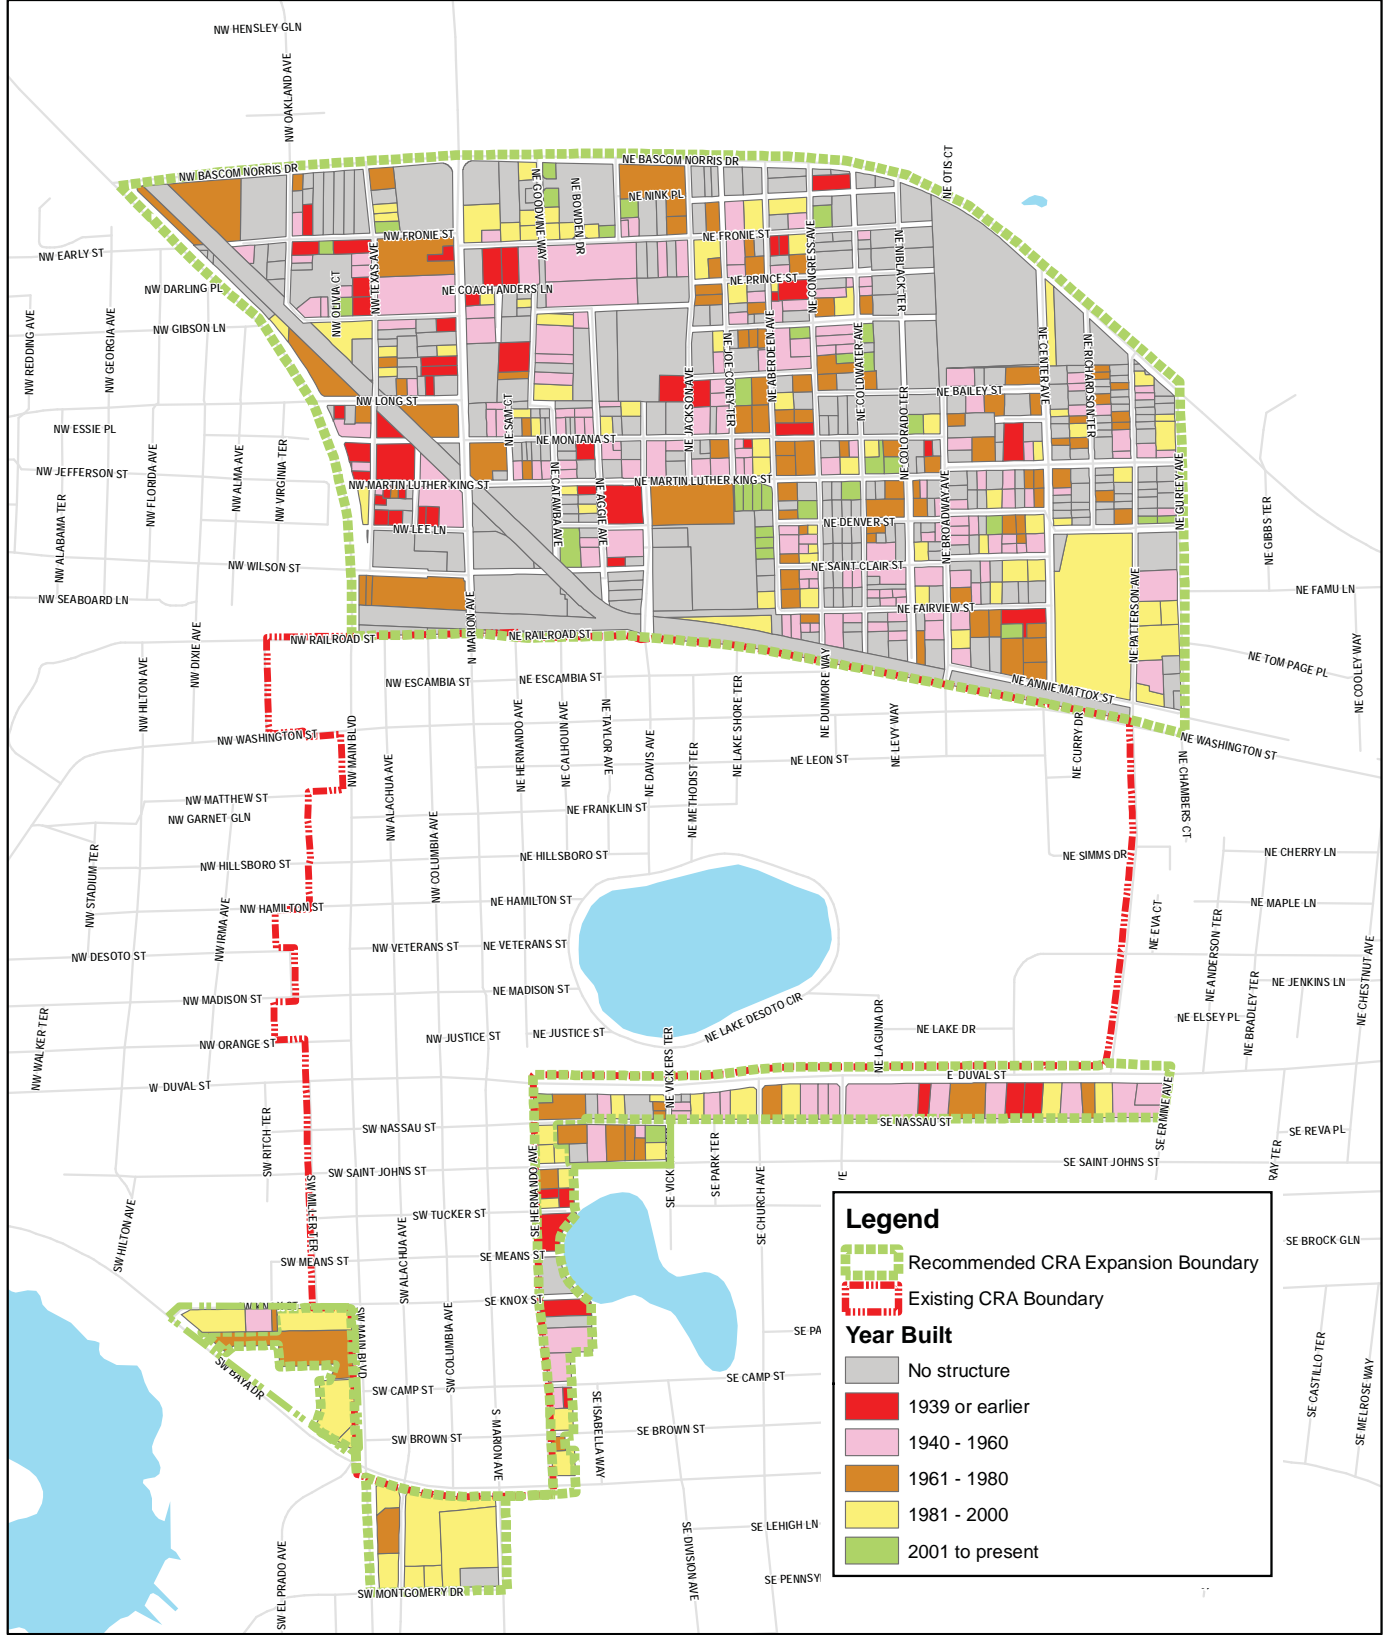 NW HENSLEY GLN
NW OAKLAND AVE
NW BASCOM NORRIS DR
NE BASCOM NORRIS DR
NE OTIS CT
NE GOODVINE WAY
NE BOWDEN DR
NE NINK PL
NW EARLY ST
NW FRONIE ST
NE FRONIE ST
NE CONGRESS AVE
NE NIBLACK TER
NW TEXAS AVE
NW DARLING PL
NW OLIVIA CT
NE COACH ANDERS LN
NE PRINCE ST
NW GIBSON LN
NW REDDING AVE
NW GEORGIA AVE
NE JOE CONEY TER
NE ABERDEEN AVE
NE COLDWATER AVE
NE CENTER AVE
NE RICHARDSON TER
NE JACKSON AVE
NE BAILEY ST
NW LONG ST
NE SAM CT
NE COLORADO TER
NW ESSIE PL
NE MONTANA ST
NW JEFFERSON ST
NW FLORIDA AVE
NW ALMA AVE
NW VIRGINIA TER
NW MARTIN LUTHER KING ST
NE MARTIN LUTHER KING ST
NE CATAWBA AVE
NE AGGIE AVE
NE BROADWAY AVE
NE GURLEY AVE
NW ALABAMA TER
NW LEE LN
NE DENVER ST
NE GIBBS TER
NW WILSON ST
NE SAINT CLAIR ST
NE PATTERSON AVE
NW SEABOARD LN
NE FAMU LN
N MARION AVE
NE FAIRVIEW ST
NW DIXIE AVE
NW RAILROAD ST
NE RAILROAD ST
NE COOLEY WAY
NW HILTON AVE
NE TOM PAGE PL
NW ESCAMBIA ST
NE ESCAMBIA ST
NE DUNMORE WAY
NE ANNIE MATTOX ST
NE LAKE SHORE TER
NE LEVY WAY
NE CURRY DR
NW WASHINGTON ST
NW MAIN BLVD
NE HERNANDO AVE
NE CALHOUN AVE
NE TAYLOR AVE
NE DAVIS AVE
NE METHODIST TER
NE LEON ST
NE WASHINGTON ST
NE CHAMBERS CT
NW ALACHUA AVE
NW MATTHEW ST
NW GARNET GLN
NE FRANKLIN ST
NW COLUMBIA AVE
NW STADIUM TER
NW HILLSBORO ST
NE HILLSBORO ST
NE SIMMS DR
NE CHERRY LN
NW HAMILTON ST
NE HAMILTON ST
NE MAPLE LN
NW IRMA AVE
NE EVA CT
NE ANDERSON TER
NW DESOTO ST
NW VETERANS ST
NE VETERANS ST
NE CHESTNUT AVE
NE BRADLEY TER
NE JENKINS LN
NW MADISON ST
NE MADISON ST
NE LAKE DESOTO CIR
NE LAGUNA DR
NE ELSEY PL
NW WALKER TER
NW ORANGE ST
NW JUSTICE ST
NE JUSTICE ST
NE LAKE DR
NE VICKERS TER
W DUVAL ST
E DUVAL ST
SW RITCH TER
SW NASSAU ST
SE NASSAU ST
SE ERMINE AVE
SE REVA PL
SW SAINT JOHNS ST
SE SAINT JOHNS ST
SE HERNANDO AVE
SE VICK
SE PARK TER
SE CHURCH AVE
VE
RAY TER
SW HILTON AVE
SW MILLER TER
SW TUCKER ST
SW ALACHUA AVE
SW MEANS ST
SE MEANS ST
SE BROCK GLN
SE KNOX ST
SW MAIN BLVD
SW COLUMBIA AVE
SE PA
SW BAYA DR
SW CAMP ST
SE CAMP ST
SE CASTILLO TER
SE MELROSE WAY
SW BROWN ST
S MARION AVE
SE ISABELLA WAY
SE BROWN ST
SE LEHIGH LN
SE DIVISION AVE
SE PENNSY
SW EL PRADO AVE
SW MONTGOMERY DR
Legend
Recommended CRA Expansion Boundary
Existing CRA Boundary
Year Built
No structure
1939 or earlier
1940 - 1960
1961 - 1980
1981 - 2000
2001 to present